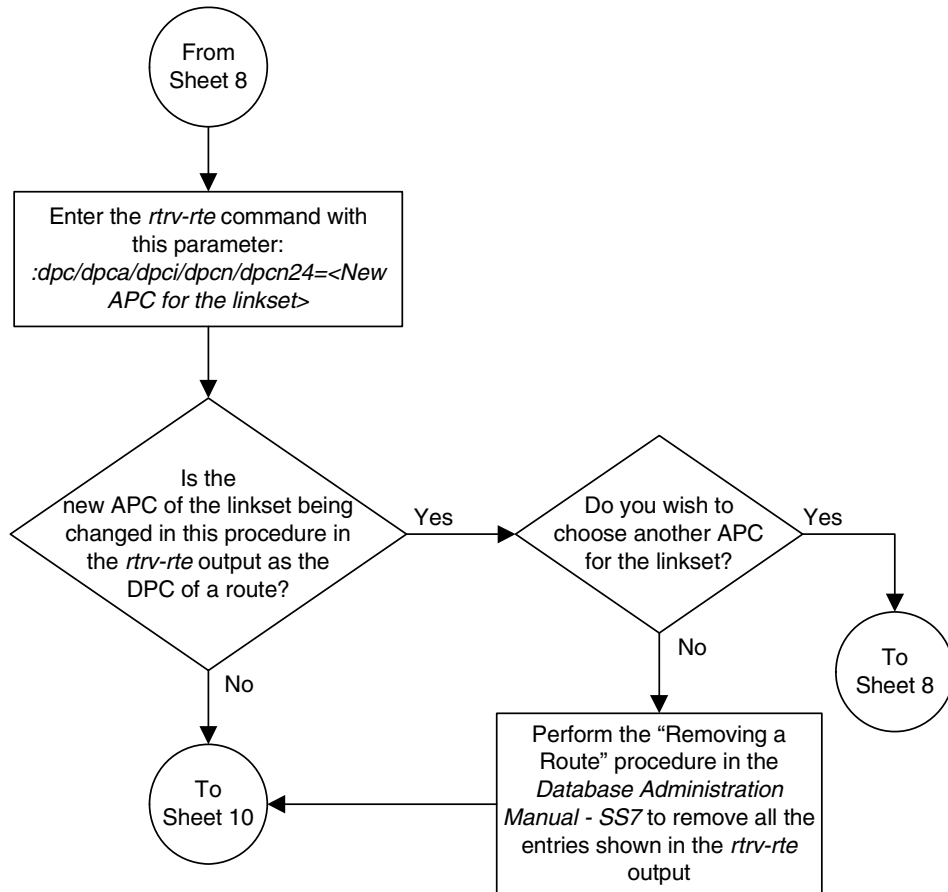 From
Sheet 8
Enter the rtrv-rte command with
this parameter:
:dpc/dpca/dpci/dpcn/dpcn24=<New
APC for the linkset>
Is the
new APC of the linkset being
changed in this procedure in
the rtrv-rte output as the
DPC of a route?
Yes
Do you wish to
choose another APC
for the linkset?
Yes
No
No
To
Sheet 8
Perform the “Removing a
Route” procedure in the
Database Administration
Manual - SS7 to remove all the
entries shown in the rtrv-rte
output
To
Sheet 10